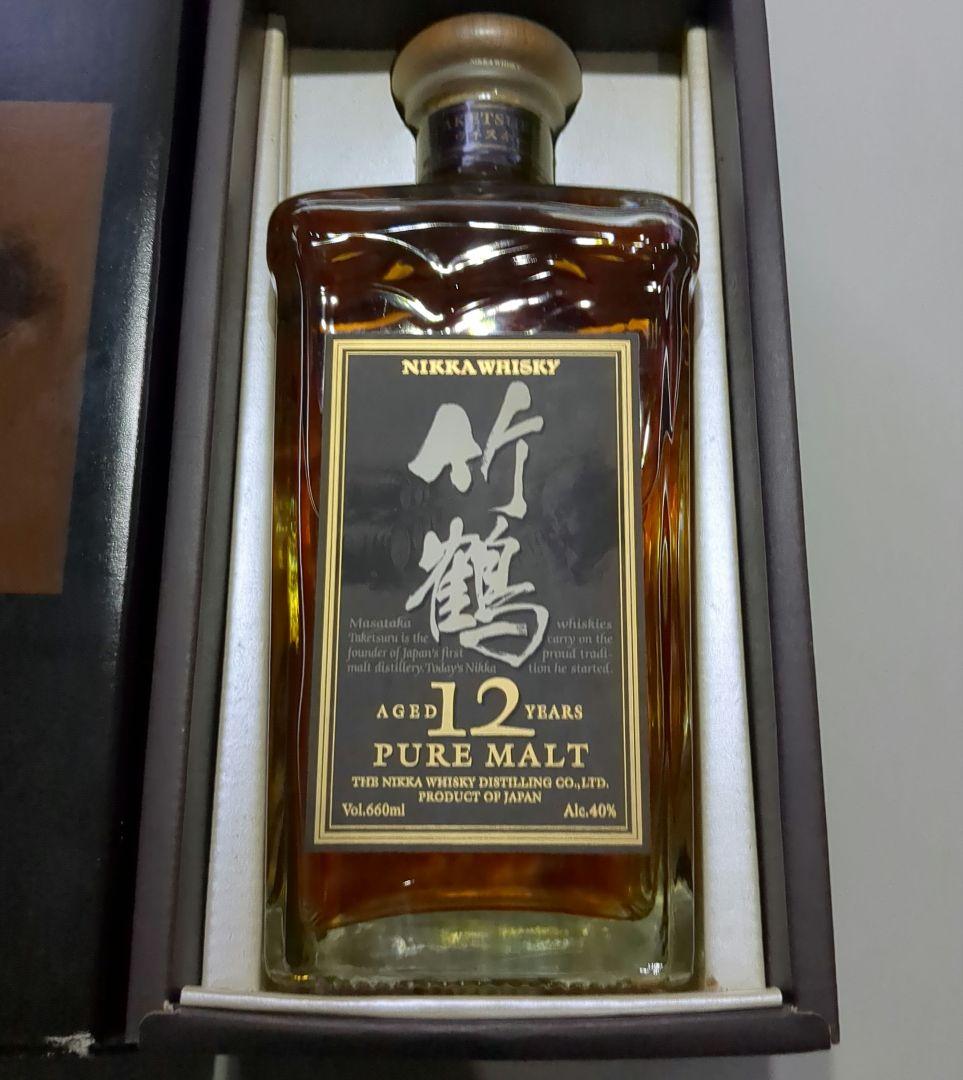 NIKKA WHISKY
NIKKA WHISKY
竹鶴
Masataka whiskies
Taketsuru is the carry on the
founder of Japan's first proud tradi-
malt distillery. Today's Nikka tion he started.
AGED 12 YEARS
PURE MALT
THE NIKKA WHISKY DISTILLING CO., LTD.
PRODUCT OF JAPAN
Vol.660ml Alc.40%